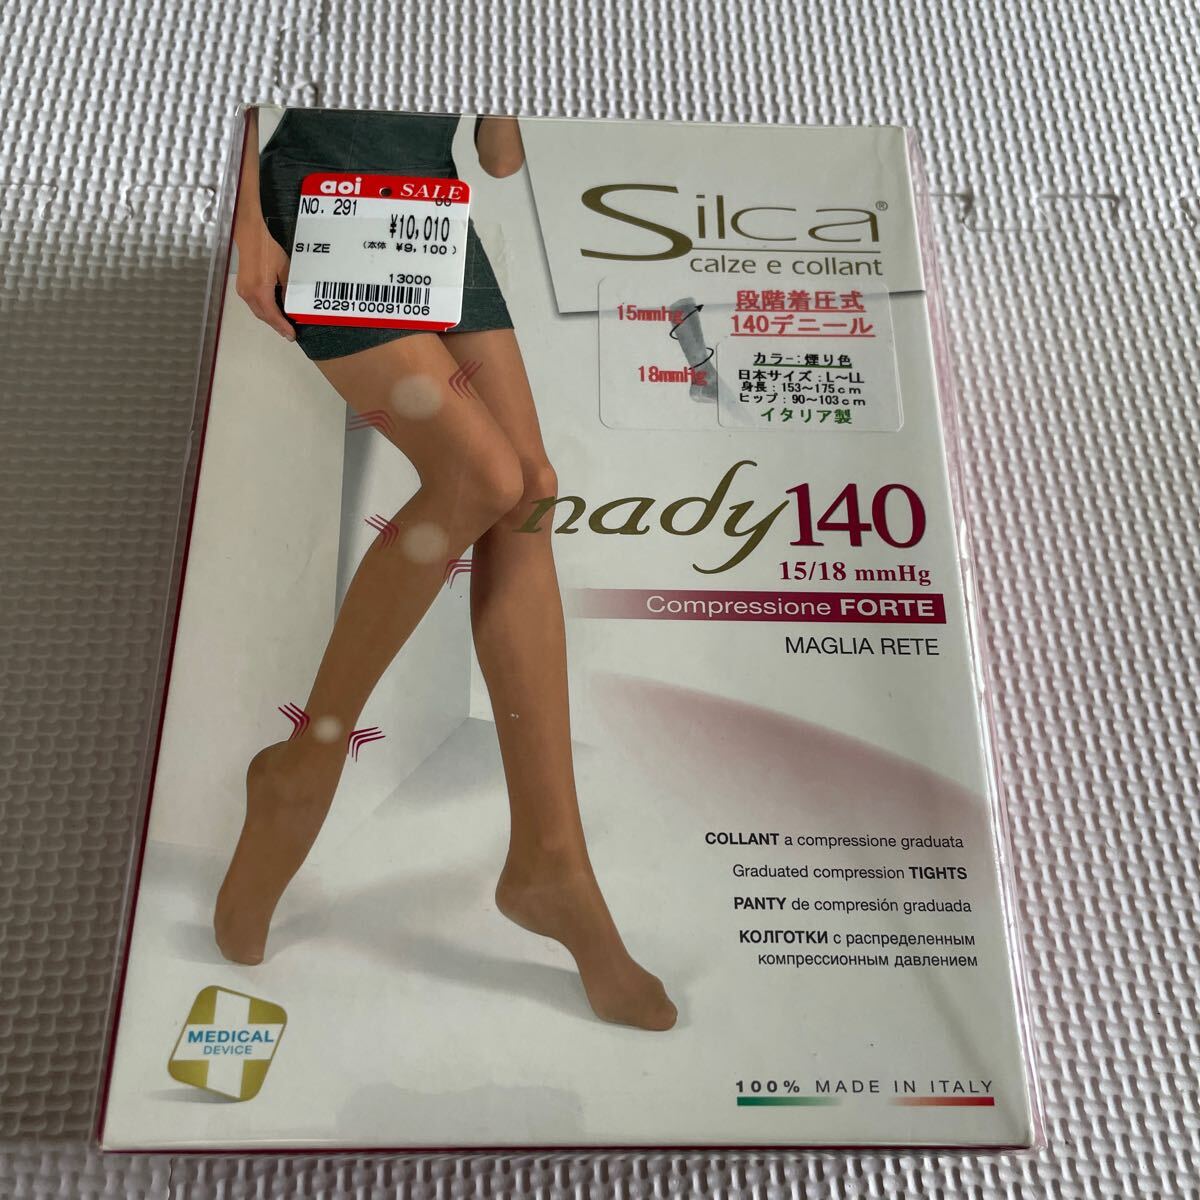 aoi SALE
NO. 291
¥10,010
SIZE (本体 ¥9,100)
13000
2029100091006
Silca®
calze e collant
15mmhg
18mmHg
段階着圧式
140デニール
カラー:煙り色
日本サイズ:L～LL
身長:153～175cm
ヒップ:90～103cm
イタリア製
nady140
15/18 mmHg
Compressione FORTE
MAGLIA RETE
COLLANT a compressione graduata
Graduated compression TIGHTS
PANTY de compresión graduada
КОЛГОТКИ с распределенным
компрессионным давлением
MEDICAL
DEVICE
100% MADE IN ITALY